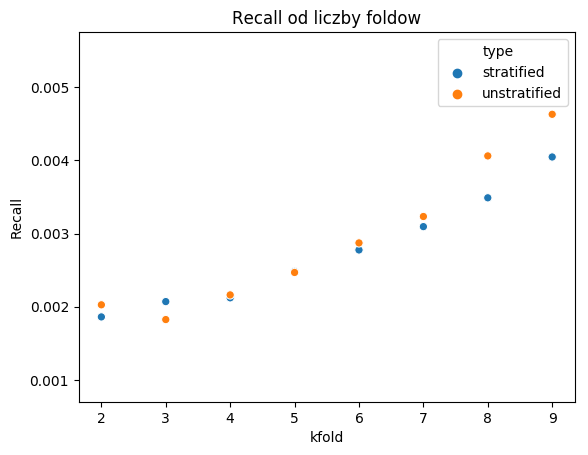 Recall od liczby foldow
type
stratified
unstratified
0.005
0.004
0.003
0.002
0.001
Recall
2 3 4 5 6 7 8 9
kfold